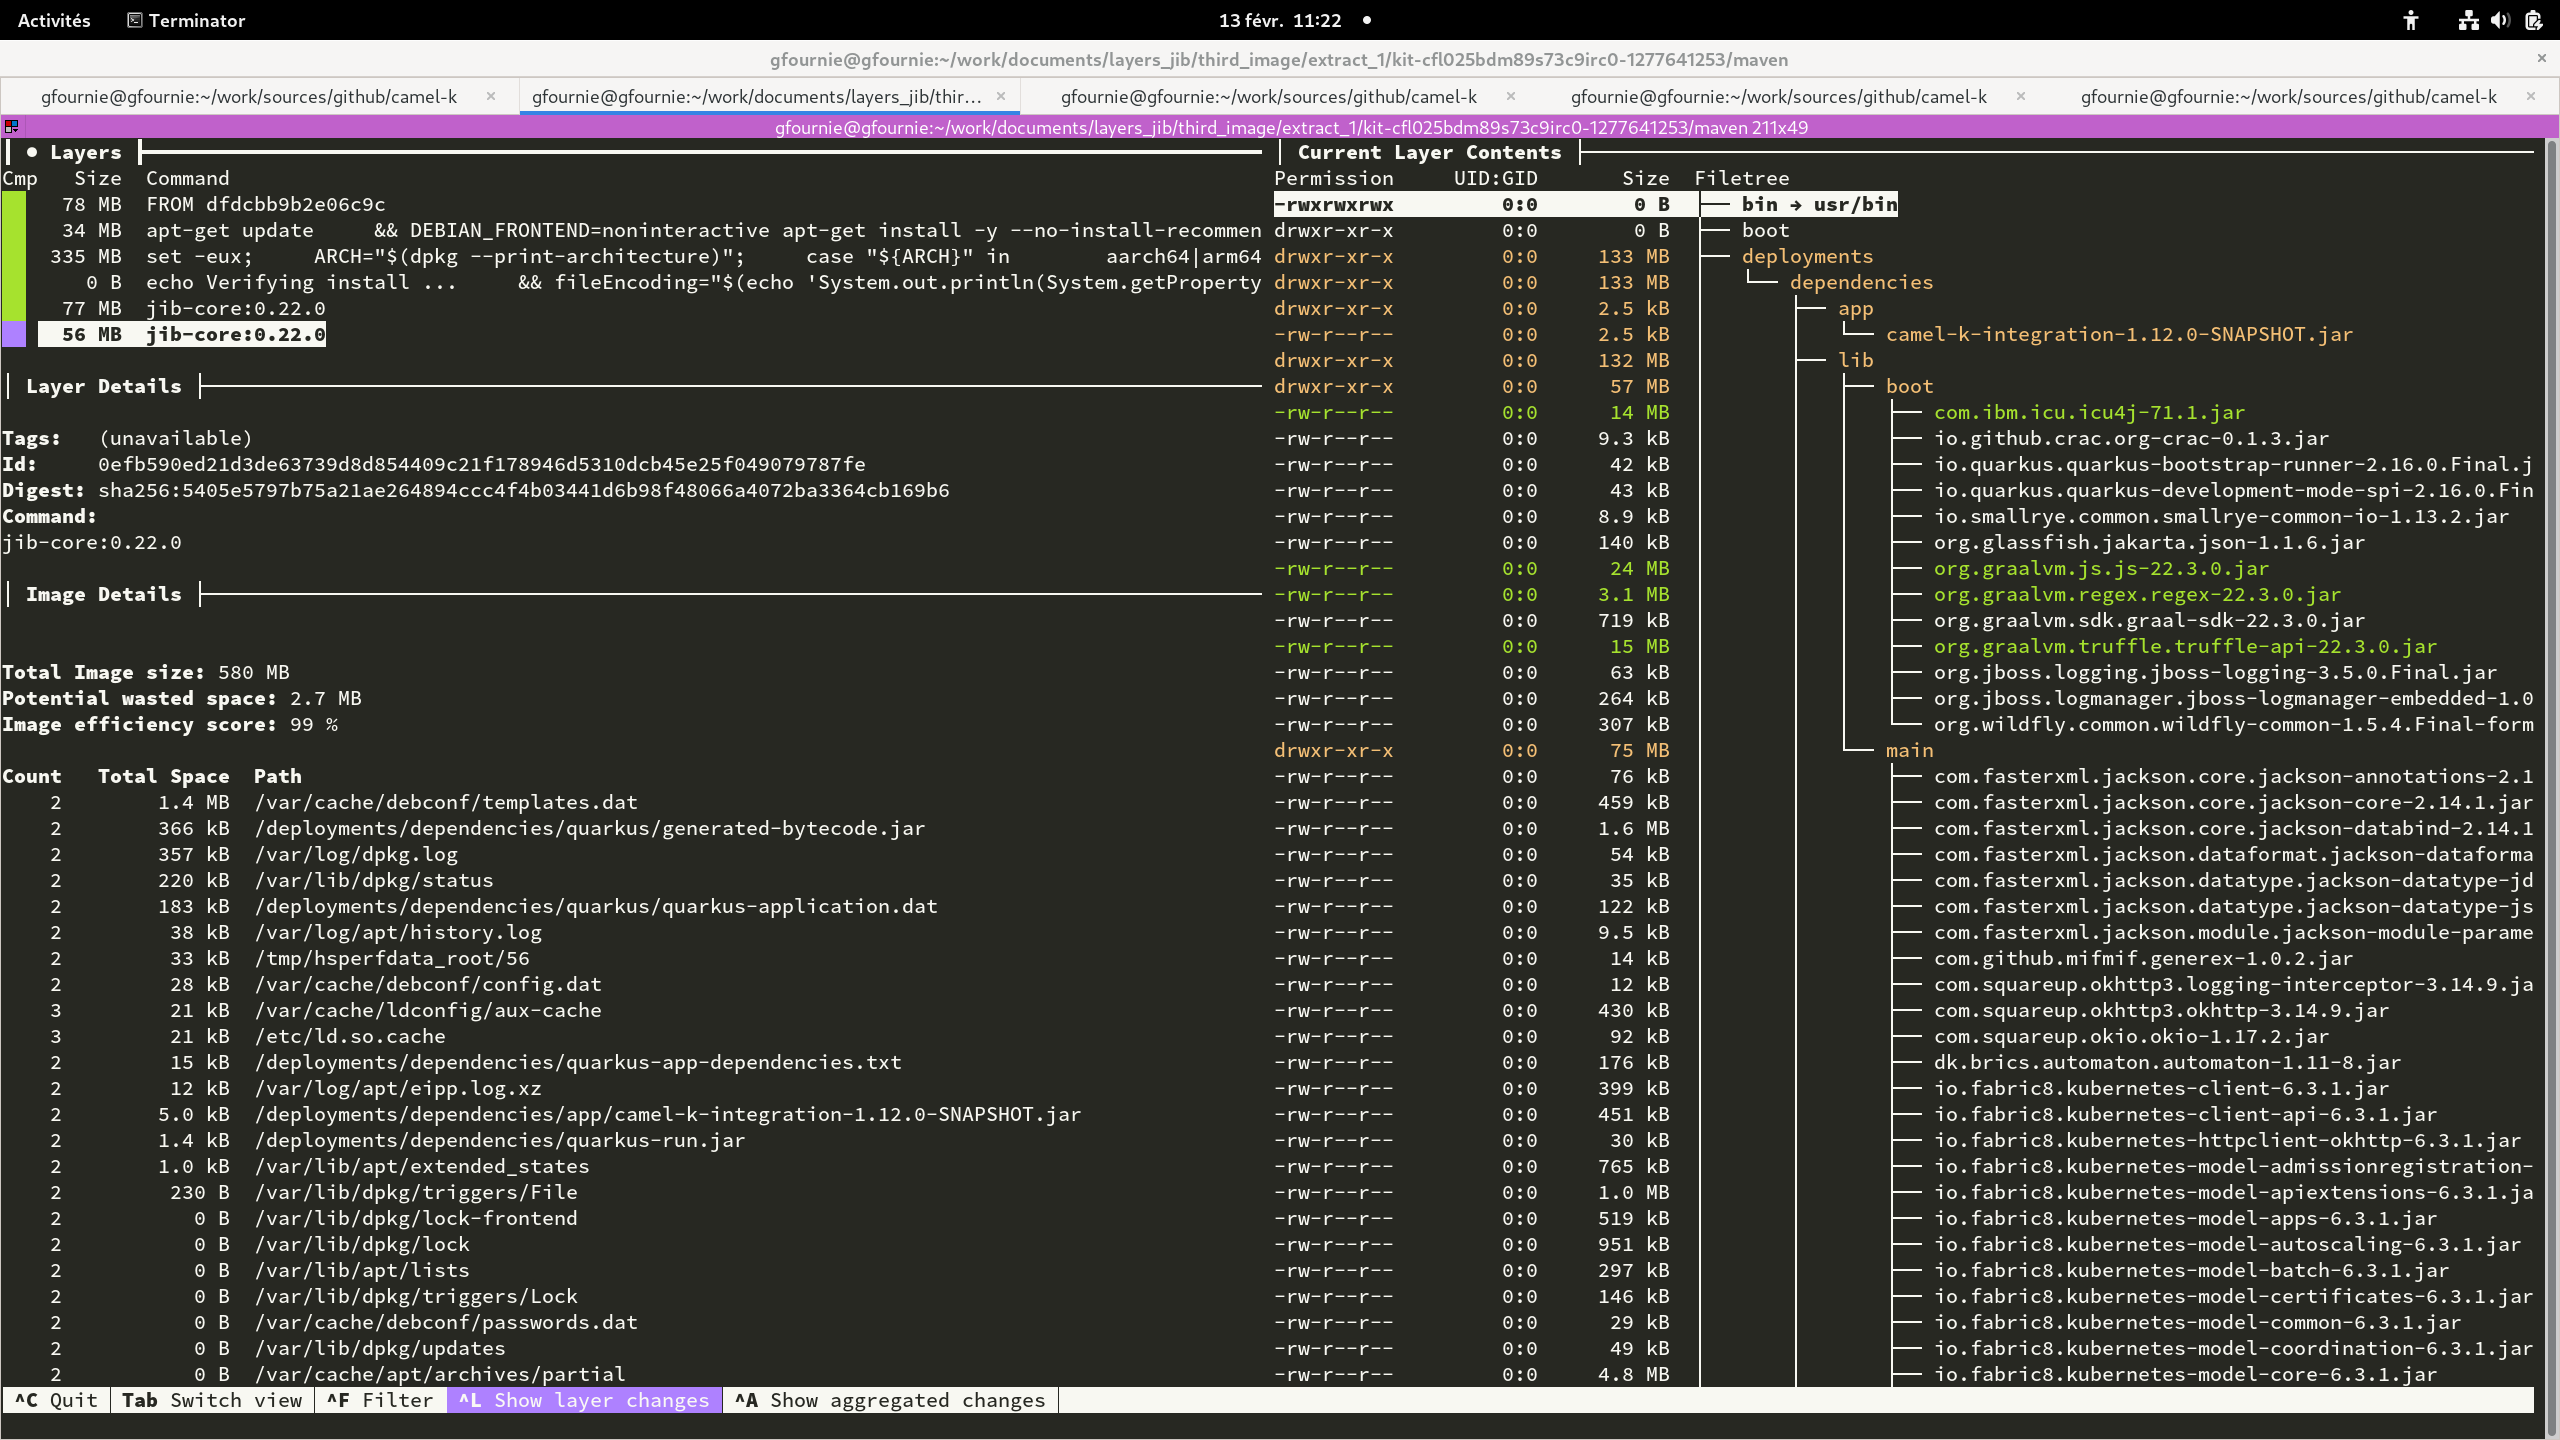 Activités
Terminator
13 févr. 11:22
gfournie@gfournie:~/work/documents/layers_jib/third_image/extract_1/kit-cfl025bdm89s73c9irc0-1277641253/maven
gfournie@gfournie:~/work/sources/github/camel-k
gfournie@gfournie:~/work/documents/layers_jib/thir...
gfournie@gfournie:~/work/sources/github/camel-k
gfournie@gfournie:~/work/sources/github/camel-k
gfournie@gfournie:~/work/sources/github/camel-k
gfournie@gfournie:~/work/documents/layers_jib/third_image/extract_1/kit-cfl025bdm89s73c9irc0-1277641253/maven 211x49
● Layers
Cmp Size Command
78 MB FROM dfdcbb9b2e06c9c
34 MB apt-get update && DEBIAN_FRONTEND=noninteractive apt-get install -y --no-install-recommen
335 MB set -eux; ARCH="$(dpkg --print-architecture)"; case "${ARCH}" in aarch64|arm64
0 B echo Verifying install ... && fileEncoding="$(echo 'System.out.println(System.getProperty
77 MB jib-core:0.22.0
56 MB jib-core:0.22.0
Layer Details
Tags: (unavailable)
Id: 0efb590ed21d3de63739d8d854409c21f178946d5310dcb45e25f049079787fe
Digest: sha256:5405e5797b75a21ae264894ccc4f4b03441d6b98f48066a4072ba3364cb169b6
Command:
jib-core:0.22.0
Image Details
Total Image size: 580 MB
Potential wasted space: 2.7 MB
Image efficiency score: 99 %
Count Total Space Path
2 1.4 MB /var/cache/debconf/templates.dat
2 366 kB /deployments/dependencies/quarkus/generated-bytecode.jar
2 357 kB /var/log/dpkg.log
2 220 kB /var/lib/dpkg/status
2 183 kB /deployments/dependencies/quarkus/quarkus-application.dat
2 38 kB /var/log/apt/history.log
2 33 kB /tmp/hsperfdata_root/56
2 28 kB /var/cache/debconf/config.dat
3 21 kB /var/cache/ldconfig/aux-cache
3 21 kB /etc/ld.so.cache
2 15 kB /deployments/dependencies/quarkus-app-dependencies.txt
2 12 kB /var/log/apt/eipp.log.xz
2 5.0 kB /deployments/dependencies/app/camel-k-integration-1.12.0-SNAPSHOT.jar
2 1.4 kB /deployments/dependencies/quarkus-run.jar
2 1.0 kB /var/lib/apt/extended_states
2 230 B /var/lib/dpkg/triggers/File
2 0 B /var/lib/dpkg/lock-frontend
2 0 B /var/lib/dpkg/lock
2 0 B /var/lib/apt/lists
2 0 B /var/lib/dpkg/triggers/Lock
2 0 B /var/cache/debconf/passwords.dat
2 0 B /var/lib/dpkg/updates
2 0 B /var/cache/apt/archives/partial
Current Layer Contents
Permission UID:GID Size Filetree
-rwxrwxrwx 0:0 0 B bin → usr/bin
drwxr-xr-x 0:0 0 B boot
drwxr-xr-x 0:0 133 MB deployments
drwxr-xr-x 0:0 133 MB dependencies
drwxr-xr-x 0:0 2.5 kB app
-rw-r--r-- 0:0 2.5 kB camel-k-integration-1.12.0-SNAPSHOT.jar
drwxr-xr-x 0:0 132 MB lib
drwxr-xr-x 0:0 57 MB boot
-rw-r--r-- 0:0 14 MB com.ibm.icu.icu4j-71.1.jar
-rw-r--r-- 0:0 9.3 kB io.github.crac.org-crac-0.1.3.jar
-rw-r--r-- 0:0 42 kB io.quarkus.quarkus-bootstrap-runner-2.16.0.Final.j
-rw-r--r-- 0:0 43 kB io.quarkus.quarkus-development-mode-spi-2.16.0.Fin
-rw-r--r-- 0:0 8.9 kB io.smallrye.common.smallrye-common-io-1.13.2.jar
-rw-r--r-- 0:0 140 kB org.glassfish.jakarta.json-1.1.6.jar
-rw-r--r-- 0:0 24 MB org.graalvm.js.js-22.3.0.jar
-rw-r--r-- 0:0 3.1 MB org.graalvm.regex.regex-22.3.0.jar
-rw-r--r-- 0:0 719 kB org.graalvm.sdk.graal-sdk-22.3.0.jar
-rw-r--r-- 0:0 15 MB org.graalvm.truffle.truffle-api-22.3.0.jar
-rw-r--r-- 0:0 63 kB org.jboss.logging.jboss-logging-3.5.0.Final.jar
-rw-r--r-- 0:0 264 kB org.jboss.logmanager.jboss-logmanager-embedded-1.0
-rw-r--r-- 0:0 307 kB org.wildfly.common.wildfly-common-1.5.4.Final-form
drwxr-xr-x 0:0 75 MB main
-rw-r--r-- 0:0 76 kB com.fasterxml.jackson.core.jackson-annotations-2.1
-rw-r--r-- 0:0 459 kB com.fasterxml.jackson.core.jackson-core-2.14.1.jar
-rw-r--r-- 0:0 1.6 MB com.fasterxml.jackson.core.jackson-databind-2.14.1
-rw-r--r-- 0:0 54 kB com.fasterxml.jackson.dataformat.jackson-dataforma
-rw-r--r-- 0:0 35 kB com.fasterxml.jackson.datatype.jackson-datatype-jd
-rw-r--r-- 0:0 122 kB com.fasterxml.jackson.datatype.jackson-datatype-js
-rw-r--r-- 0:0 9.5 kB com.fasterxml.jackson.module.jackson-module-parame
-rw-r--r-- 0:0 14 kB com.github.mifmif.generex-1.0.2.jar
-rw-r--r-- 0:0 12 kB com.squareup.okhttp3.logging-interceptor-3.14.9.ja
-rw-r--r-- 0:0 430 kB com.squareup.okhttp3.okhttp-3.14.9.jar
-rw-r--r-- 0:0 92 kB com.squareup.okio.okio-1.17.2.jar
-rw-r--r-- 0:0 176 kB dk.brics.automaton.automaton-1.11-8.jar
-rw-r--r-- 0:0 399 kB io.fabric8.kubernetes-client-6.3.1.jar
-rw-r--r-- 0:0 451 kB io.fabric8.kubernetes-client-api-6.3.1.jar
-rw-r--r-- 0:0 30 kB io.fabric8.kubernetes-httpclient-okhttp-6.3.1.jar
-rw-r--r-- 0:0 765 kB io.fabric8.kubernetes-model-admissionregistration-
-rw-r--r-- 0:0 1.0 MB io.fabric8.kubernetes-model-apiextensions-6.3.1.ja
-rw-r--r-- 0:0 519 kB io.fabric8.kubernetes-model-apps-6.3.1.jar
-rw-r--r-- 0:0 951 kB io.fabric8.kubernetes-model-autoscaling-6.3.1.jar
-rw-r--r-- 0:0 297 kB io.fabric8.kubernetes-model-batch-6.3.1.jar
-rw-r--r-- 0:0 146 kB io.fabric8.kubernetes-model-certificates-6.3.1.jar
-rw-r--r-- 0:0 29 kB io.fabric8.kubernetes-model-common-6.3.1.jar
-rw-r--r-- 0:0 49 kB io.fabric8.kubernetes-model-coordination-6.3.1.jar
-rw-r--r-- 0:0 4.8 MB io.fabric8.kubernetes-model-core-6.3.1.jar
^C Quit Tab Switch view ^F Filter ^L Show layer changes ^A Show aggregated changes